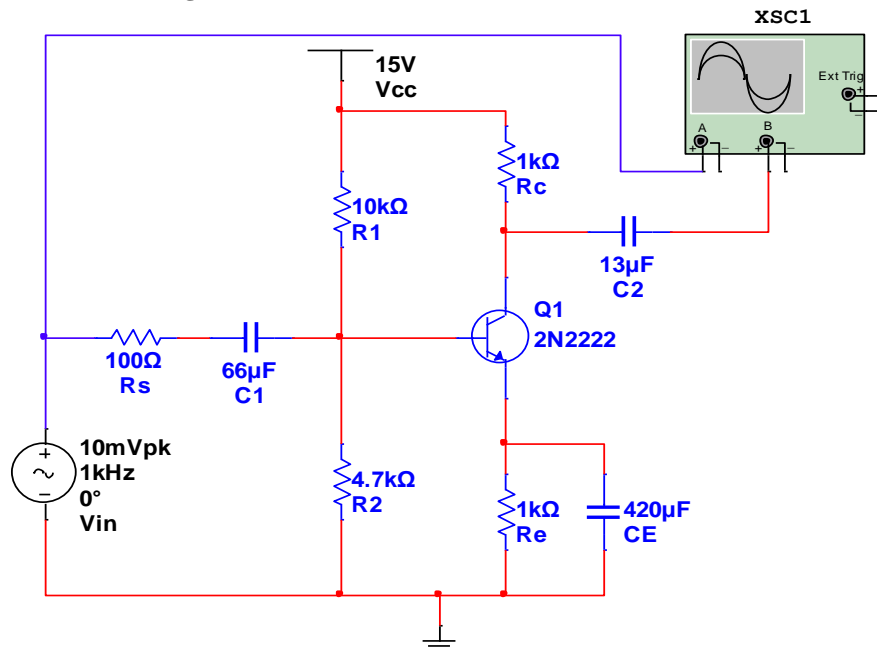 XSC1
Ext Trig
+
–
A
B
+
–
+
–
15V
Vcc
1kΩ
Rc
10kΩ
R1
13µF
C2
Q1
2N2222
100Ω
Rs
66µF
C1
+
–
10mVpk
1kHz
0°
Vin
4.7kΩ
R2
1kΩ
Re
420µF
CE